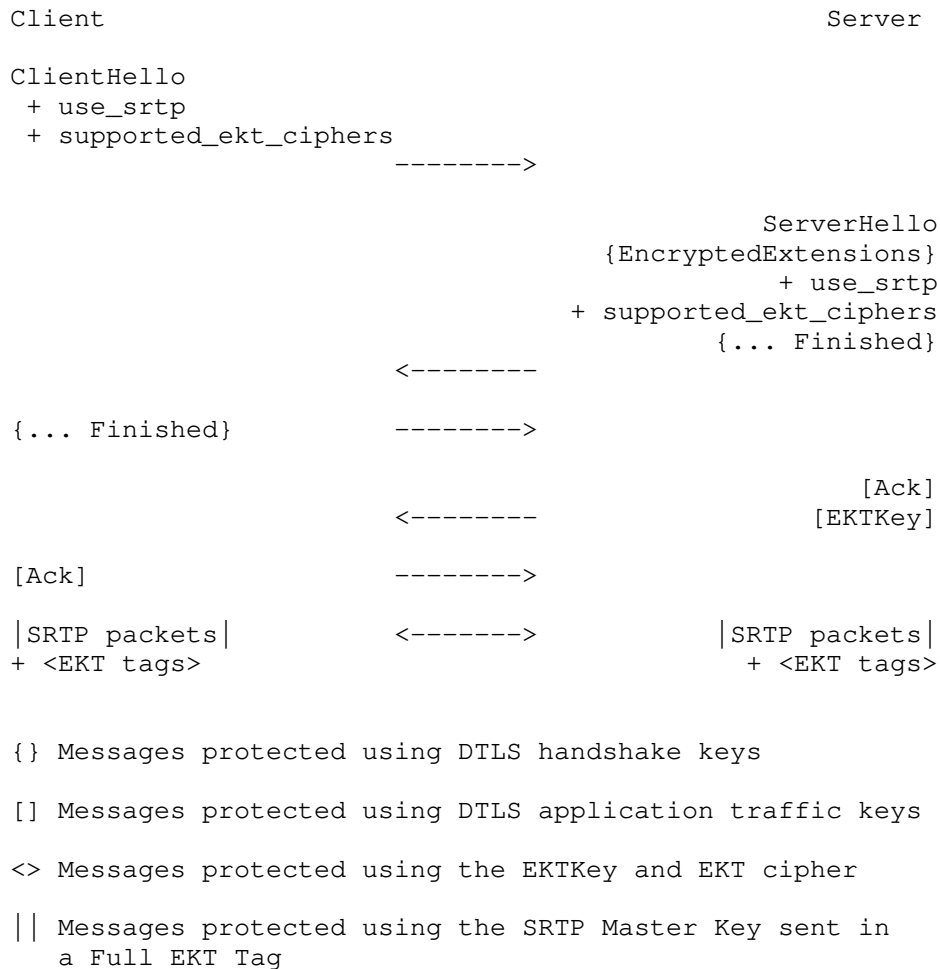 Client                                                Server

ClientHello
 + use_srtp
 + supported_ekt_ciphers
                         -------->

                                                 ServerHello
                                       {EncryptedExtensions}
                                                  + use_srtp
                                     + supported_ekt_ciphers
                                              {... Finished}
                         <--------

{... Finished}           -------->

                                                       [Ack]
                         <--------                  [EKTKey]

[Ack]                    -------->

|SRTP packets|           <------->            |SRTP packets|
+ <EKT tags>                                    + <EKT tags>

{} Messages protected using DTLS handshake keys

[] Messages protected using DTLS application traffic keys

<> Messages protected using the EKTKey and EKT cipher

|| Messages protected using the SRTP Master Key sent in
   a Full EKT Tag